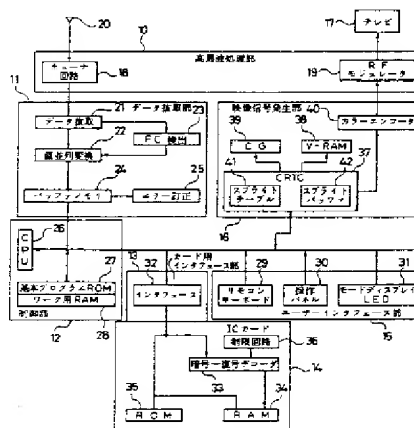 20
17 テレビ
10
高周波処理部
チューナ
回路
18
19 RF
モジュレータ
11
21 データ抜取部
データ抜取
22
23
FC検出
直並列変換
24
25
バッファメモリ
エラー訂正
映像信号発生部
40
カラーエンコーダ
39
38
CG
V-RAM
CRTC
37
41
42
スプライト
テーブル
スプライト
バッファ
16
CPU
26
27
基本プログラムROM
ワーク用RAM
制御部
28
12
カード用
インタフェース部
13
32
インタフェース
29
30
31
リモコン
キーボード
操作
パネル
モードディスプレイ
LED
ユーザーインタフェース部
15
ICカード
制限回路
36
暗号-復号デコーダ
14
33
34
35
ROM
RAM